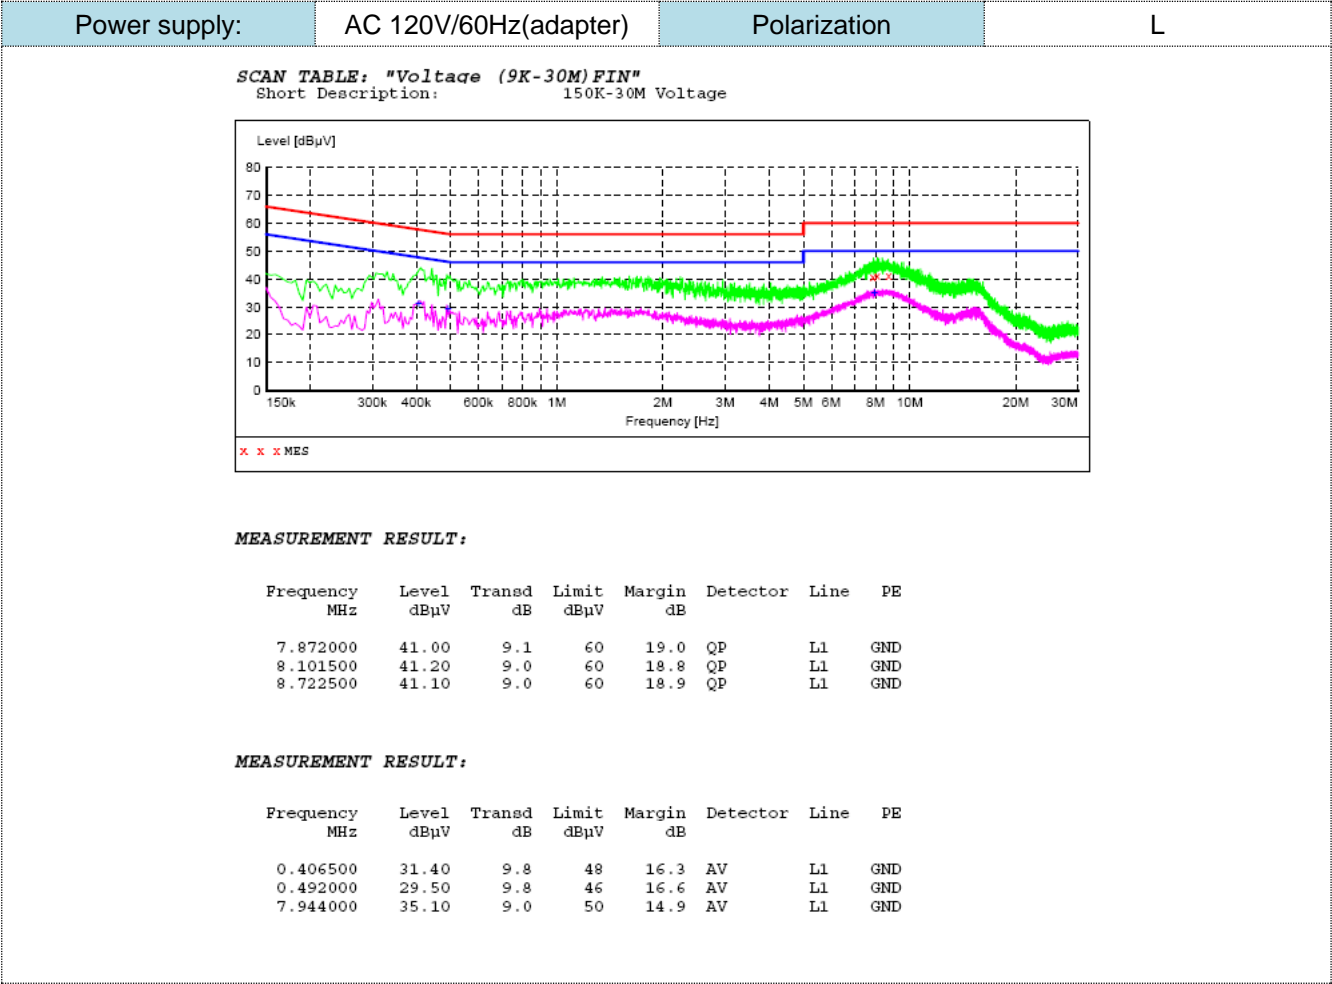 Power supply: AC 120V/60Hz(adapter) Polarization L
SCAN TABLE: "Voltage (9K-30M)FIN"
Short Description: 150K-30M Voltage
Level [dBµV]
80
70
60
50
40
30
20
10
0
150k 300k 400k 600k 800k 1M 2M 3M 4M 5M 6M 8M 10M 20M 30M
Frequency [Hz]
x x x MES
MEASUREMENT RESULT:
Frequency Level Transd Limit Margin Detector Line PE
MHz dBµV dB dBµV dB
7.872000 41.00 9.1 60 19.0 QP L1 GND
8.101500 41.20 9.0 60 18.8 QP L1 GND
8.722500 41.10 9.0 60 18.9 QP L1 GND
MEASUREMENT RESULT:
Frequency Level Transd Limit Margin Detector Line PE
MHz dBµV dB dBµV dB
0.406500 31.40 9.8 48 16.3 AV L1 GND
0.492000 29.50 9.8 46 16.6 AV L1 GND
7.944000 35.10 9.0 50 14.9 AV L1 GND